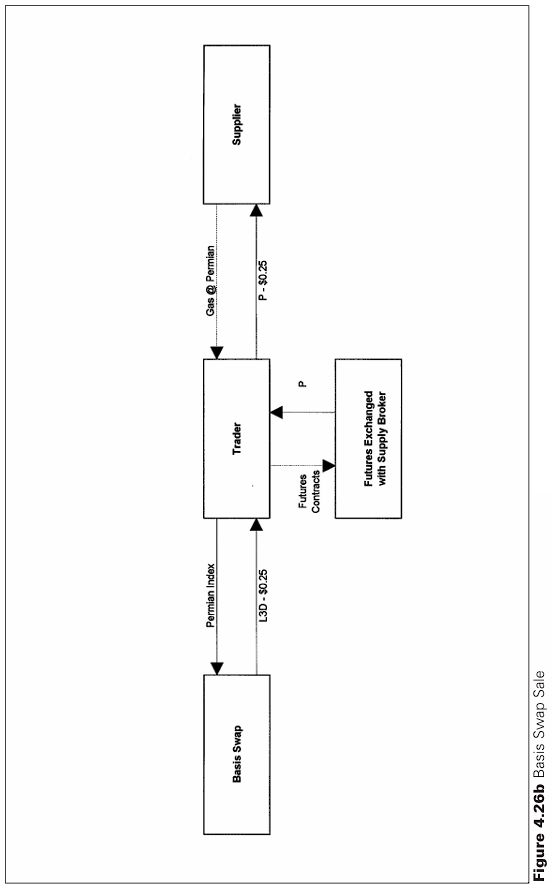 Basis Swap
Permian Index
L3D - $0.25
Trader
Gas @ Permian
P - $0.25
Supplier
Futures
Contracts
P
Futures Exchanged
with Supply Broker
Figure 4.26b Basis Swap Sale